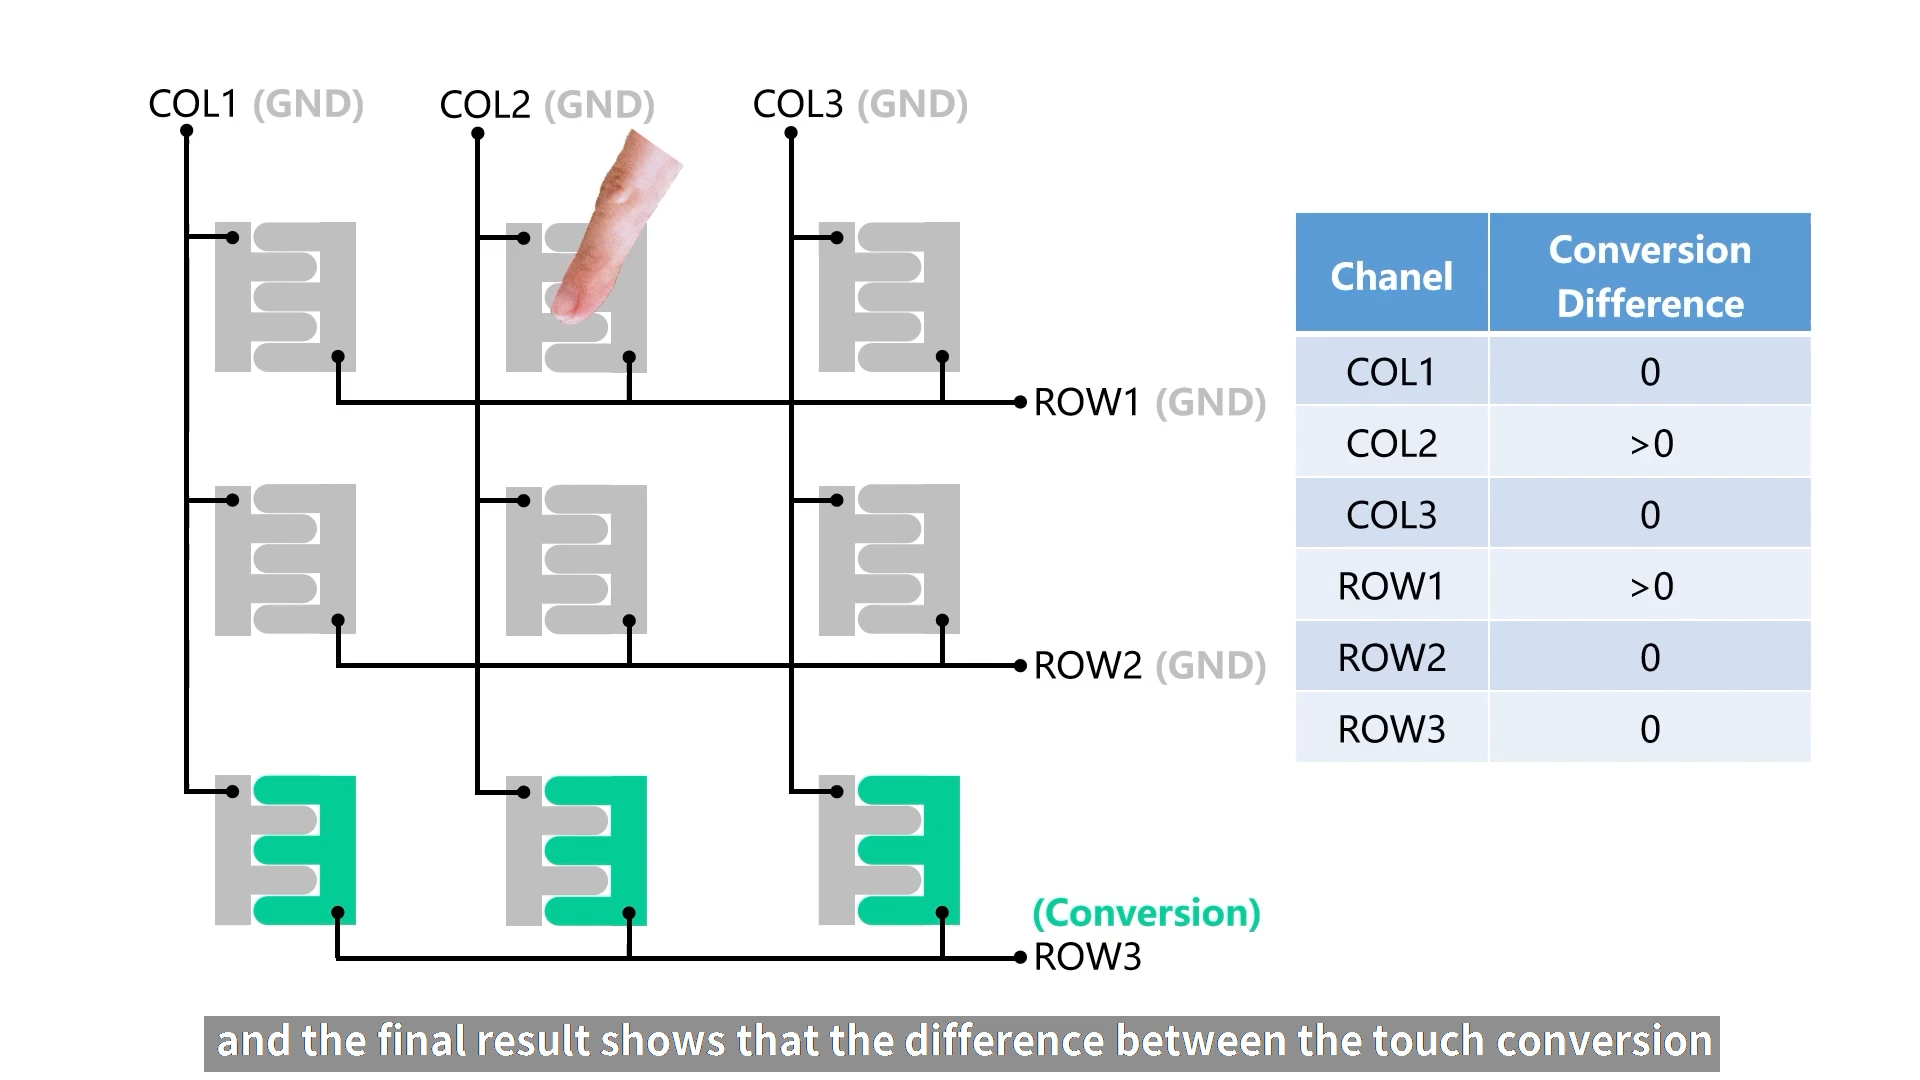 COL1 (GND)
COL2 (GND)
COL3 (GND)
ROW1 (GND)
ROW2 (GND)
(Conversion)
ROW3
Chanel
Conversion
Difference
COL1 0
COL2 >0
COL3 0
ROW1 >0
ROW2 0
ROW3 0
and the final result shows that the difference between the touch conversion